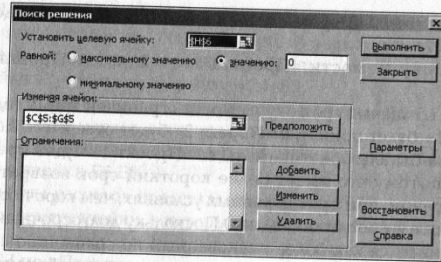 Поиск решения
Установить целевую ячейку: $H$6
Равной: максимальному значению значению: 0
минимальному значению
Изменяя ячейки:
$C$5:$G$5
Предположить
Ограничения:
Добавить
Изменить
Удалить
Выполнить
Закрыть
Параметры
Восстановить
Справка